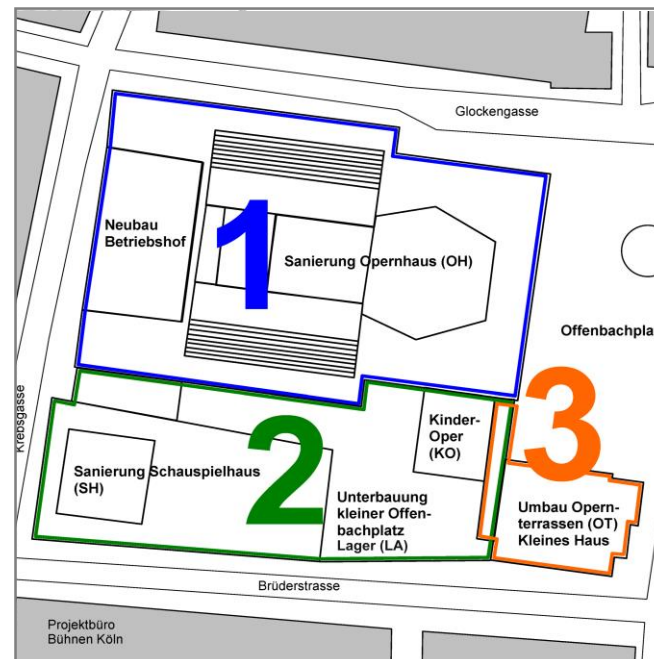 Glockengasse
Neubau
Betriebshof
1
Sanierung Opernhaus (OH)
Offenbachpla
Krebsgasse
Kinder-
Oper
(KO)
3
Sanierung Schauspielhaus
(SH)
2
Unterbauung
kleiner Offen-
bachplatz
Lager (LA)
Umbau Opern-
terrassen (OT)
Kleines Haus
Brüderstrasse
Projektbüro
Bühnen Köln